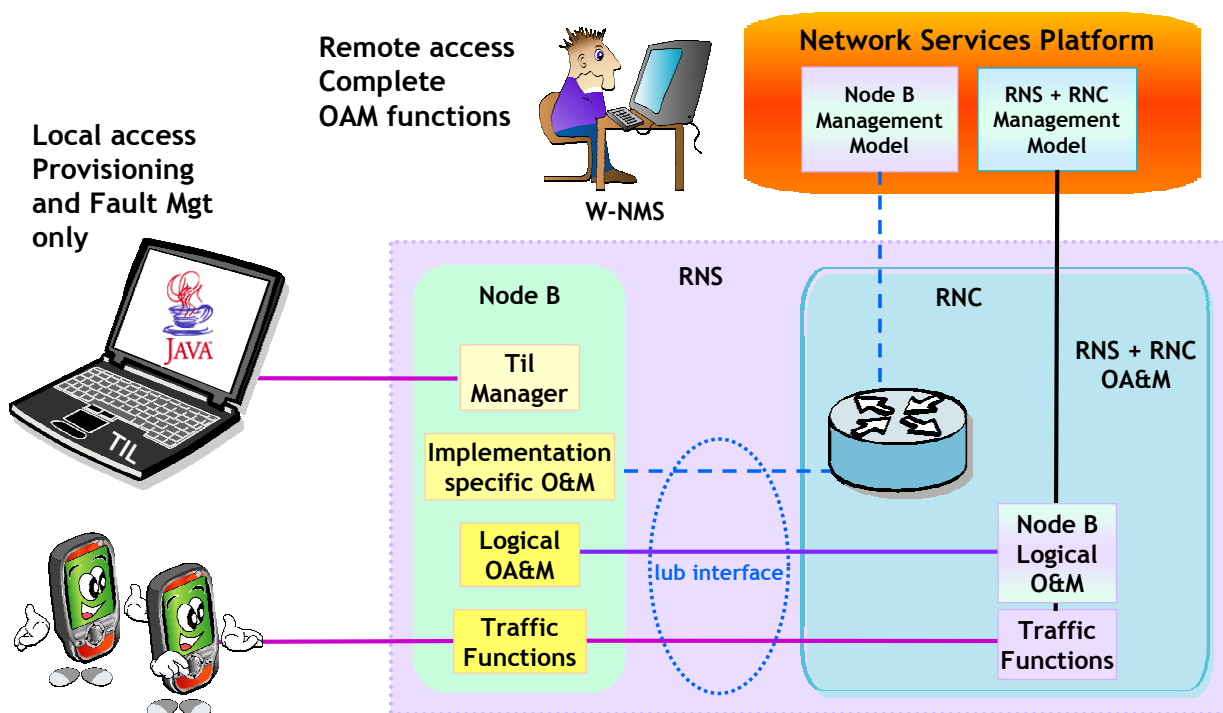 Remote access
Complete
OAM functions
W-NMS
Network Services Platform
Node B
Management
Model
RNS + RNC
Management
Model
Local access
Provisioning
and Fault Mgt
only
JAVA
TIL
RNS
Node B
Til
Manager
Implementation
specific O&M
Logical
OA&M
Traffic
Functions
Iub interface
RNC
RNS + RNC
OA&M
Node B
Logical
O&M
Traffic
Functions